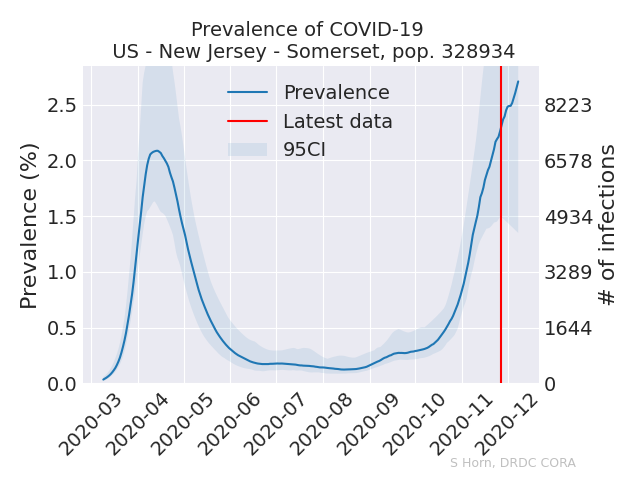 Prevalence of COVID-19
US - New Jersey - Somerset, pop. 328934
Prevalence
Latest data
95CI
Prevalence (%)
2.5
2.0
1.5
1.0
0.5
0.0
8223
6578
4934
3289
1644
0
# of infections
2020-03
2020-04
2020-05
2020-06
2020-07
2020-08
2020-09
2020-10
2020-11
2020-12
S Horn, DRDC CORA